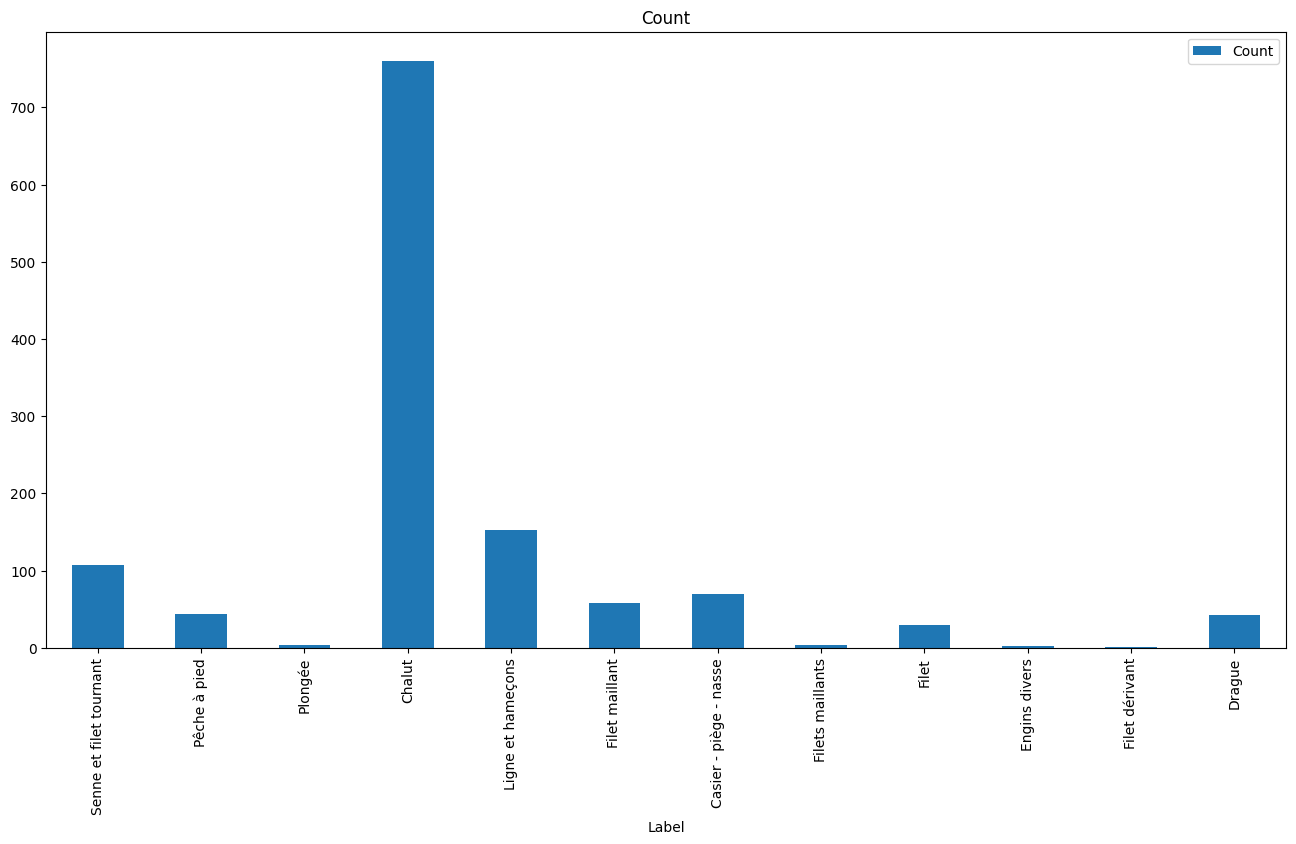 Count
Count
700
600
500
400
300
200
100
0
Senne et filet tournant
Pêche à pied
Plongée
Chalut
Ligne et hameçons
Filet maillant
Casier - piège - nasse
Filets maillants
Filet
Engins divers
Filet dérivant
Drague
Label